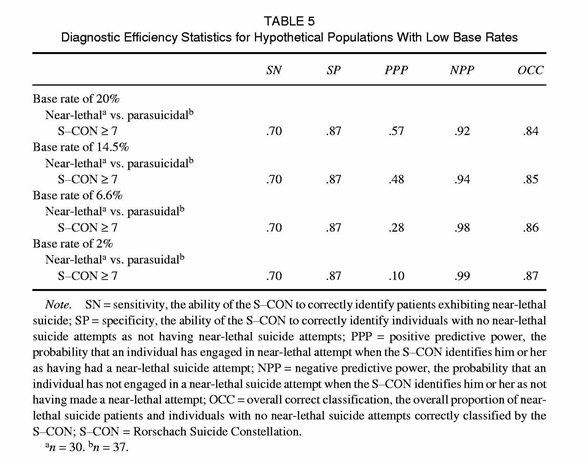 TABLE 5
Diagnostic Efficiency Statistics for Hypothetical Populations With Low Base Rates
SN SP PPP NPP OCC
Base rate of 20%
Near-lethalᵃ vs. parasuicidalᵇ
S–CON ≥ 7 .70 .87 .57 .92 .84
Base rate of 14.5%
Near-lethalᵃ vs. parasuicidalᵇ
S–CON ≥ 7 .70 .87 .48 .94 .85
Base rate of 6.6%
Near-lethalᵃ vs. parasuidalᵇ
S–CON ≥ 7 .70 .87 .28 .98 .86
Base rate of 2%
Near-lethalᵃ vs. parasuidalᵇ
S–CON ≥ 7 .70 .87 .10 .99 .87
Note. SN = sensitivity, the ability of the S–CON to correctly identify patients exhibiting near-lethal
suicide; SP = specificity, the ability of the S–CON to correctly identify individuals with no near-lethal
suicide attempts as not having near-lethal suicide attempts; PPP = positive predictive power, the
probability that an individual has engaged in near-lethal attempt when the S–CON identifies him or her
as having had a near-lethal attempt; NPP = negative predictive power, the probability that an
individual has not engaged in a near-lethal suicide attempt when the S–CON identifies him or her as not
having made a near-lethal attempt; OCC = overall correct classification, the overall proportion of near-
lethal suicide patients and individuals with no near-lethal suicide attempts correctly classified by the
S–CON; S–CON = Rorschach Suicide Constellation.
ᵃn = 30. ᵇn = 37.